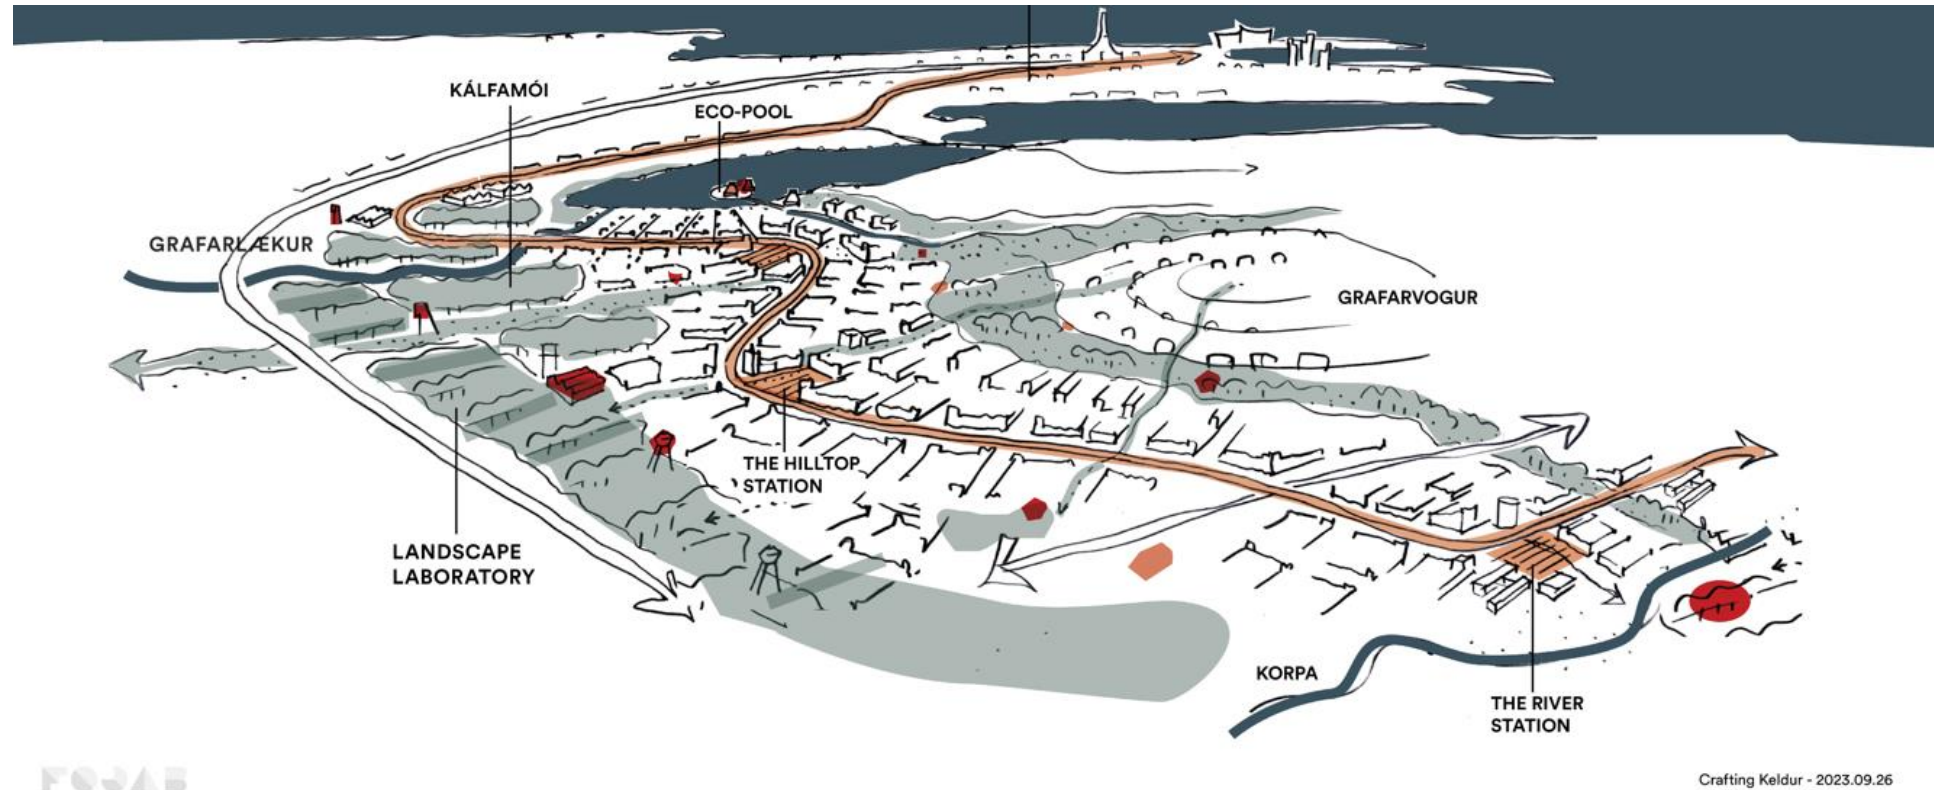 KÁLFAMÓI
ECO-POOL
GRAFARLÆKUR
GRAFARVOGUR
THE HILLTOP
STATION
LANDSCAPE
LABORATORY
KORPA
THE RIVER
STATION
Crafting Keldur - 2023.09.26